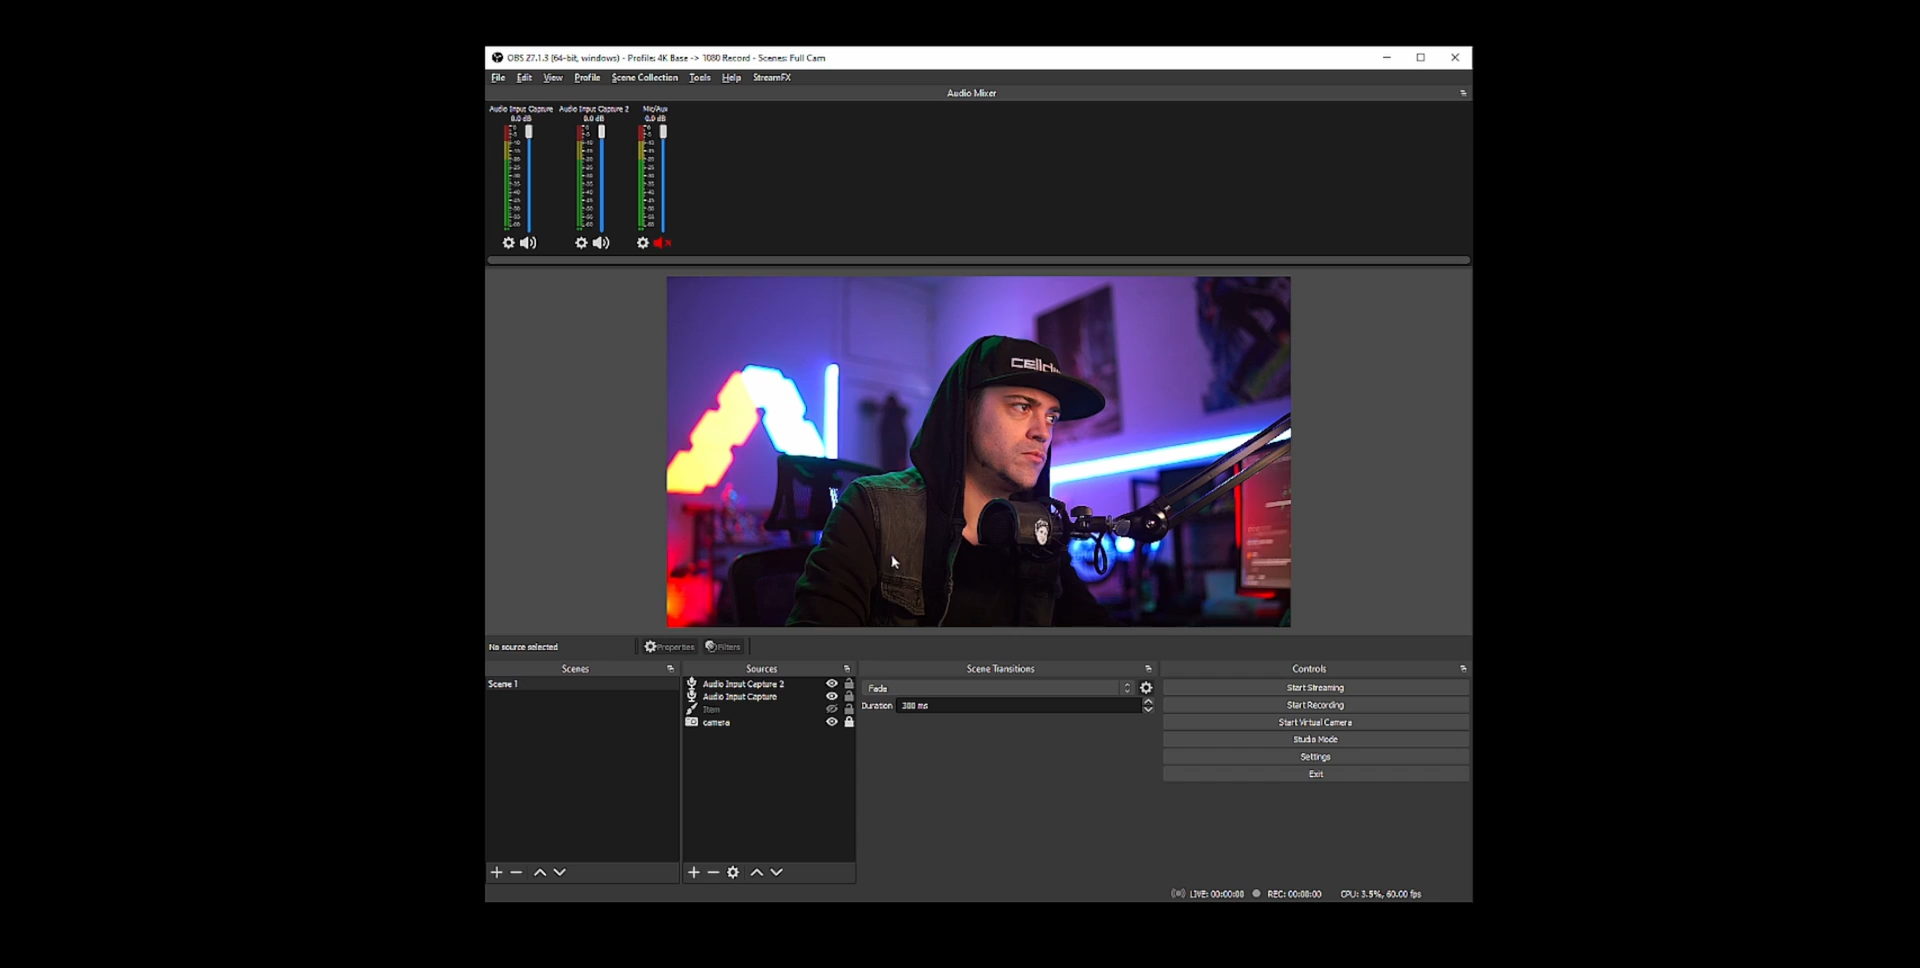 OBS 27.1.3 (64-bit, windows) - Profile: 4K Base -> 1080 Record - Scenes: Full Cam
File Edit View Profile Scene Collection Tools Help StreamFX
Audio Mixer
Audio Input Capture Audio Input Capture 2 Mic/Aux
0.0 dB 0.0 dB 0.0 dB
No source selected
Properties Filters
Scenes Sources Scene Transitions Controls
Scene 1
Audio Input Capture 2
Audio Input Capture
Item
camera
Fade
Duration 300 ms
Start Streaming
Start Recording
Start Virtual Camera
Studio Mode
Settings
Exit
LIVE: 00:00:00 REC: 00:00:00 CPU: 3.5%, 60.00 fps